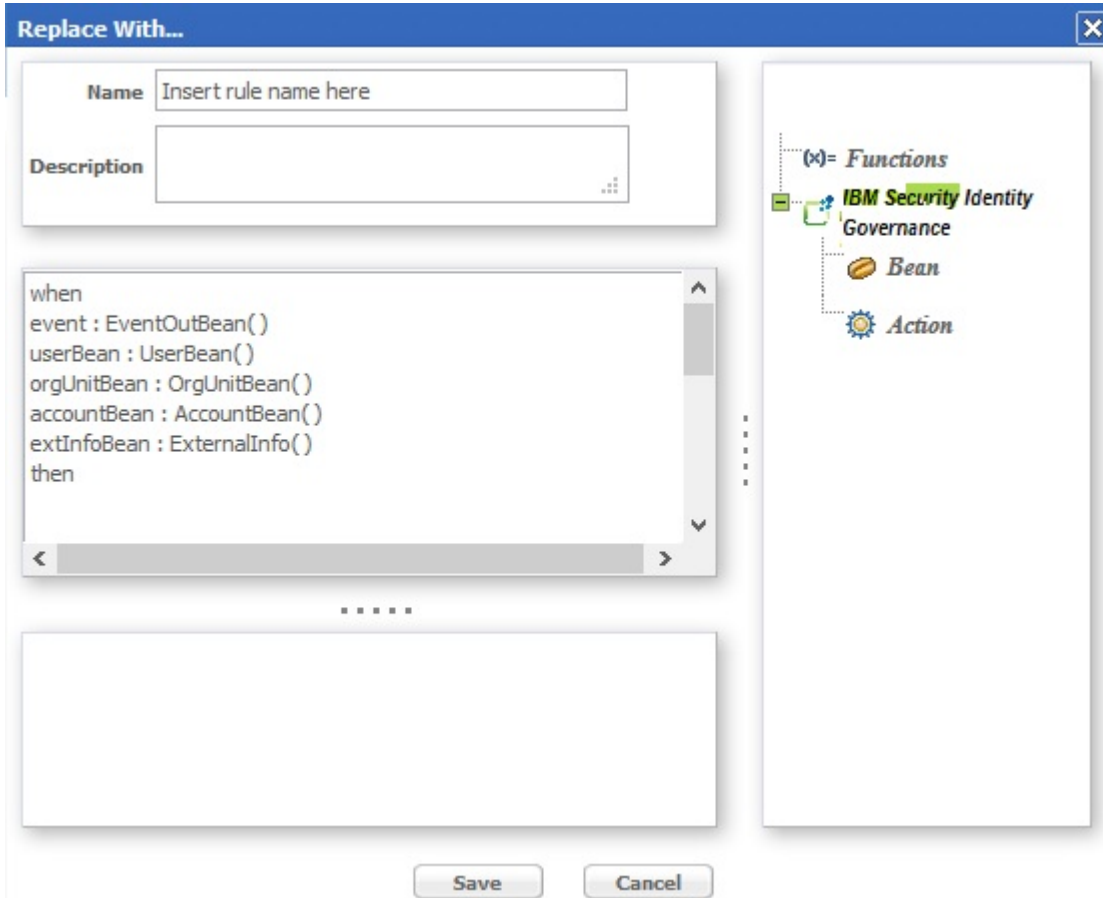 Replace With...
Name Insert rule name here
Description
when
event : EventOutBean( )
userBean : UserBean( )
orgUnitBean : OrgUnitBean( )
accountBean : AccountBean( )
extInfoBean : ExternalInfo( )
then
(x)= Functions
IBM Security Identity
Governance
Bean
Action
Save Cancel